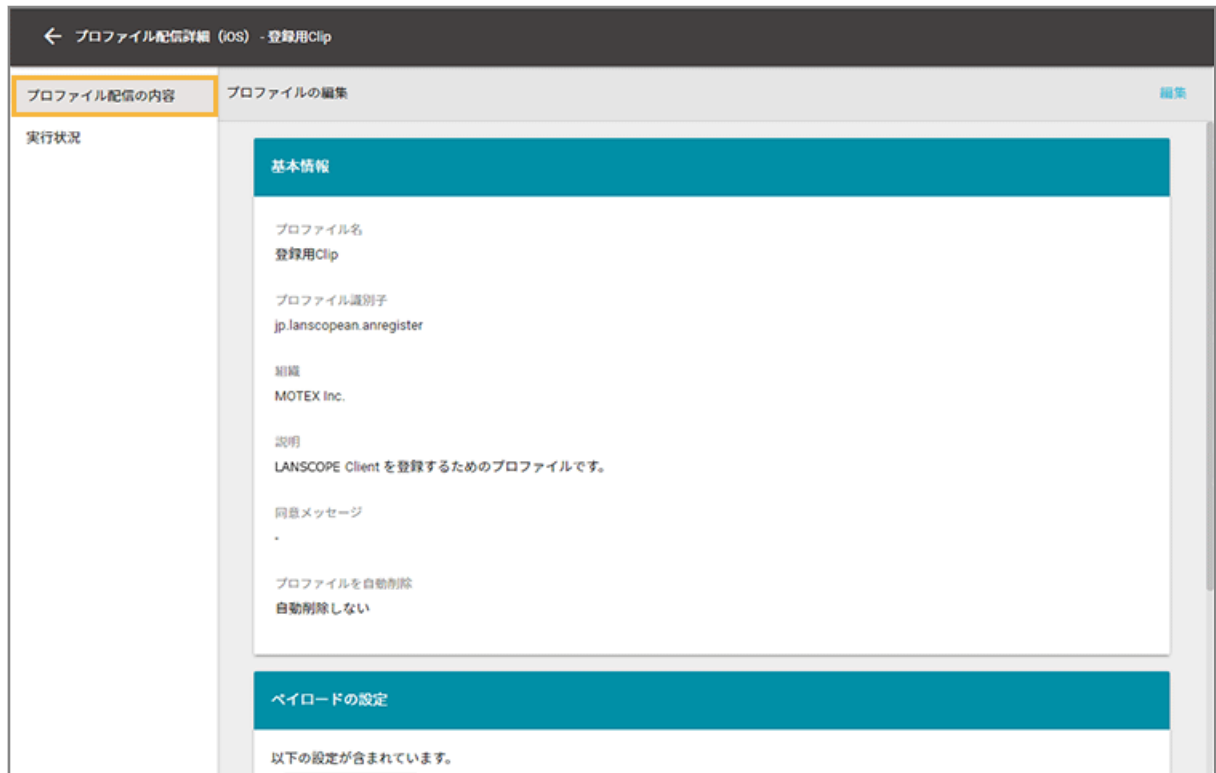 ← プロファイル配信詳細（iOS） - 登録用Clip
プロファイル配信の内容
実行状況
プロファイルの編集
編集
基本情報
プロファイル名
登録用Clip
プロファイル識別子
jp.lanscopean.anregister
組織
MOTEX Inc.
説明
LANSCOPE Client を登録するためのプロファイルです。
同意メッセージ
-
プロファイルを自動削除
自動削除しない
ペイロードの設定
以下の設定が含まれています。